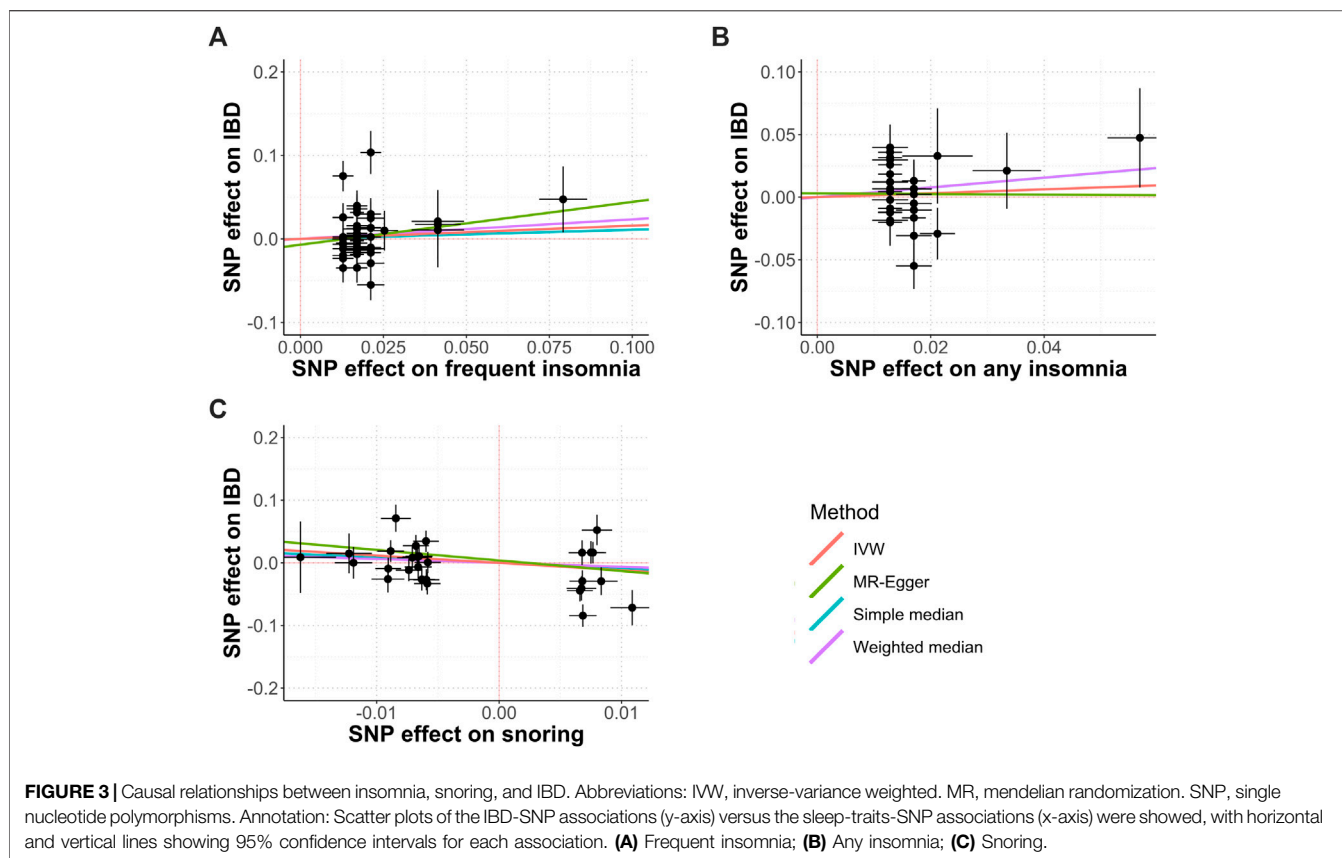 A
SNP effect on IBD
0.2
0.1
0.0
-0.1
0.000 0.025 0.050 0.075 0.100
SNP effect on frequent insomnia
B
SNP effect on IBD
0.10
0.05
0.00
-0.05
-0.10
0.00 0.02 0.04
SNP effect on any insomnia
C
SNP effect on IBD
0.2
0.1
0.0
-0.1
-0.2
-0.01 0.00 0.01
SNP effect on snoring
Method
IVW
MR-Egger
Simple median
Weighted median
FIGURE 3 | Causal relationships between insomnia, snoring, and IBD. Abbreviations: IVW, inverse-variance weighted. MR, mendelian randomization. SNP, single
nucleotide polymorphisms. Annotation: Scatter plots of the IBD-SNP associations (y-axis) versus the sleep-traits-SNP associations (x-axis) were showed, with horizontal
and vertical lines showing 95% confidence intervals for each association. (A) Frequent insomnia; (B) Any insomnia; (C) Snoring.